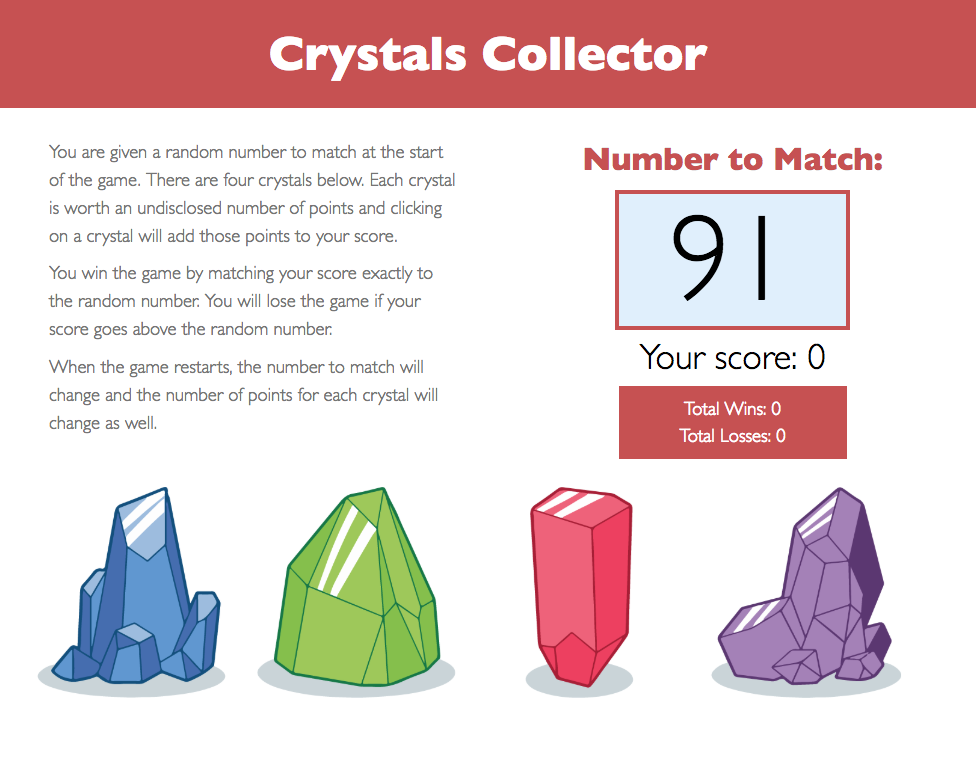 Crystals Collector
You are given a random number to match at the start
of the game. There are four crystals below. Each crystal
is worth an undisclosed number of points and clicking
on a crystal will add those points to your score.
You win the game by matching your score exactly to
the random number. You will lose the game if your
score goes above the random number.
When the game restarts, the number to match will
change and the number of points for each crystal will
change as well.
Number to Match:
91
Your score: 0
Total Wins: 0
Total Losses: 0